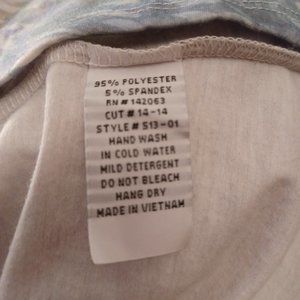 95% POLYESTER
5% SPANDEX
RN # 142063
CUT # 14-14
STYLE # 513-01
HAND WASH
IN COLD WATER
MILD DETERGENT
DO NOT BLEACH
HANG DRY
MADE IN VIETNAM